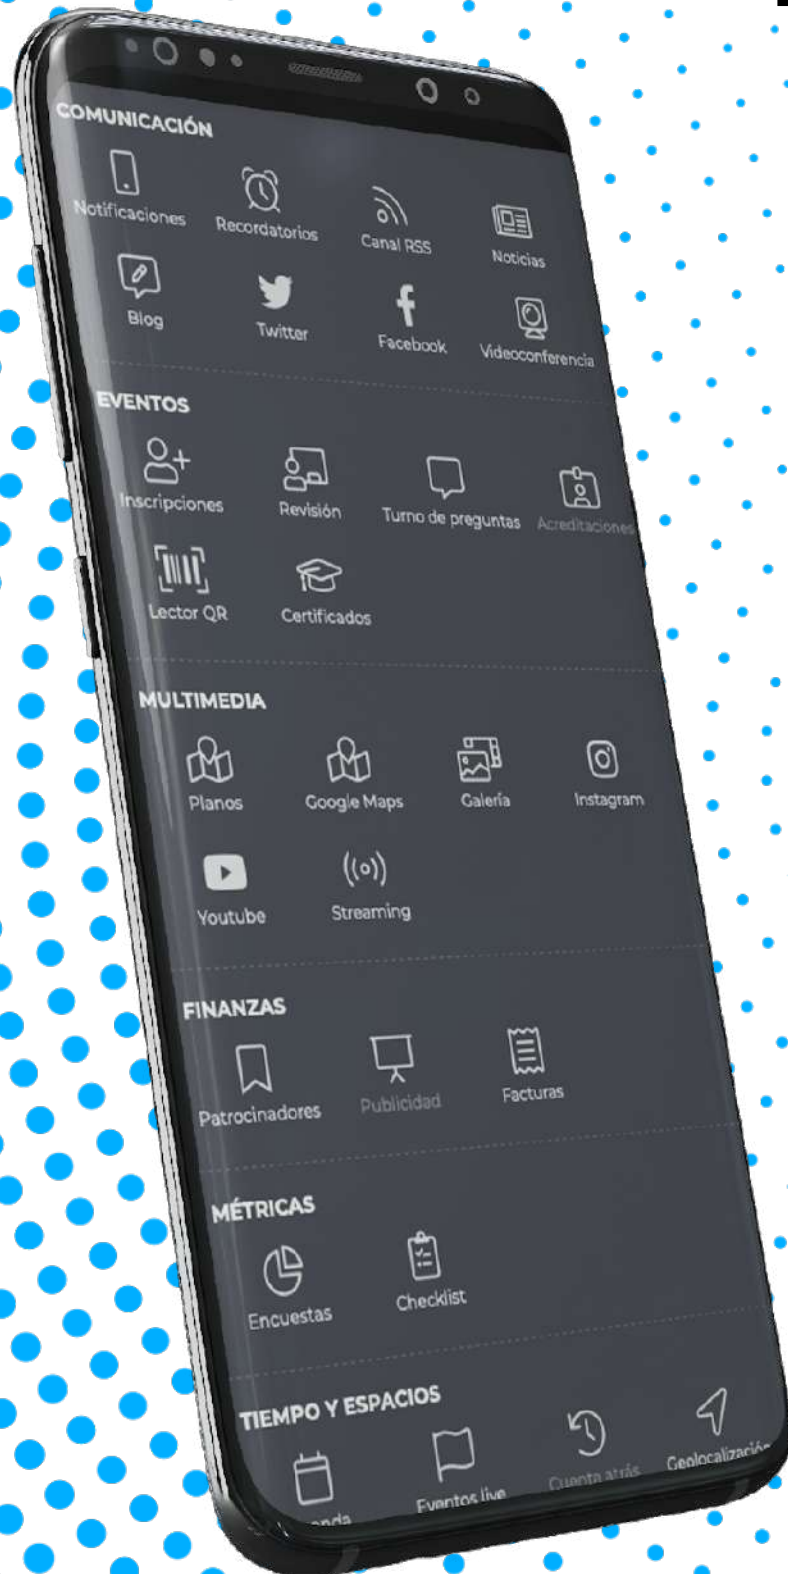 COMUNICACIÓN
Notificaciones Recordatorios Canal RSS Noticias
Blog Twitter Facebook Videoconferencia
EVENTOS
Inscripciones Revisión Turno de preguntas Acreditaciones
Lector QR Certificados
MULTIMEDIA
Planos Google Maps Galería Instagram
Youtube Streaming
FINANZAS
Patrocinadores Publicidad Facturas
MÉTRICAS
Encuestas Checklist
TIEMPO Y ESPACIOS
Eventos live Cuenta atrás Geolocalización